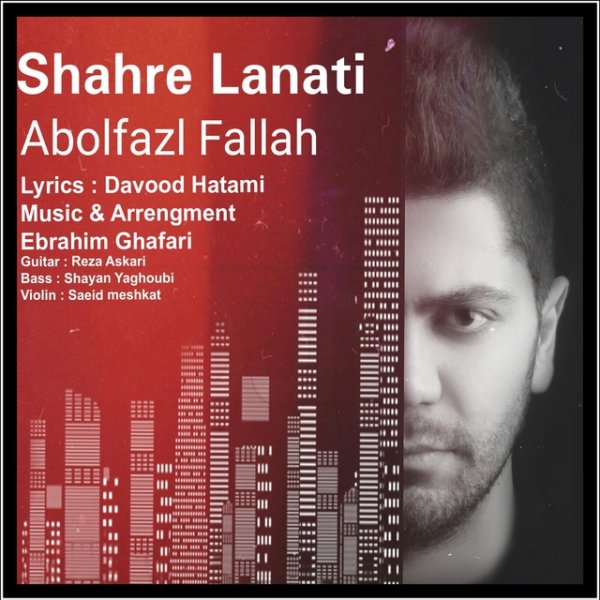 Shahre Lanati
Abolfazl Fallah
Lyrics : Davood Hatami
Music & Arrengment
Ebrahim Ghafari
Guitar : Reza Askari
Bass : Shayan Yaghoubi
Violin : Saeid meshkat